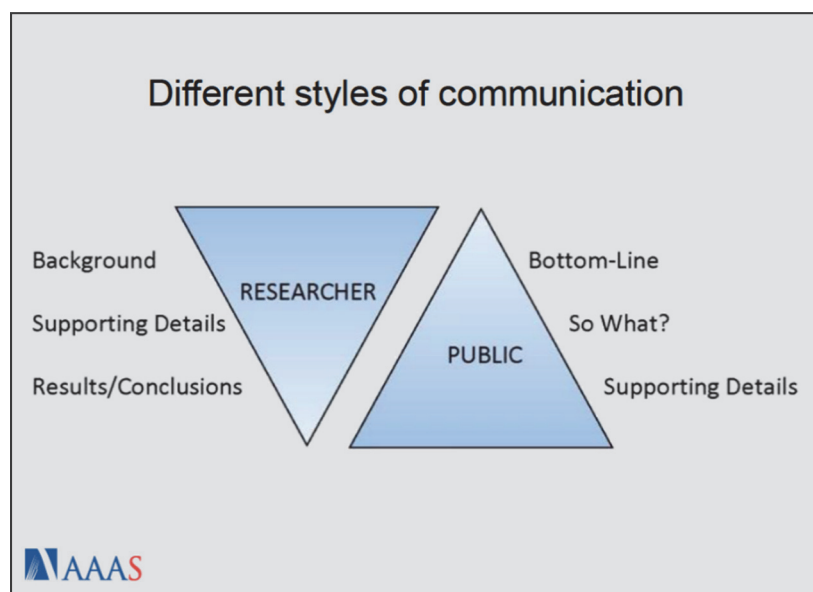 Different styles of communication
Background
Supporting Details
Results/Conclusions
RESEARCHER
PUBLIC
Bottom-Line
So What?
Supporting Details
AAAS